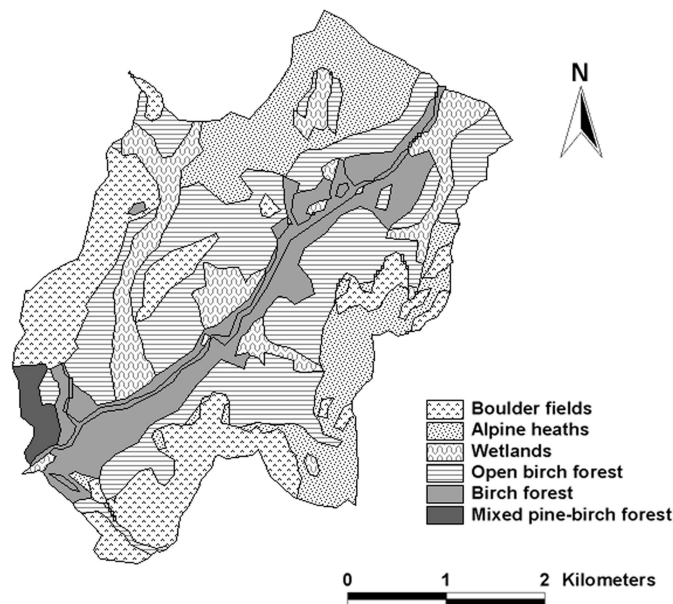 N
Boulder fields
Alpine heaths
Wetlands
Open birch forest
Birch forest
Mixed pine-birch forest
0 1 2 Kilometers